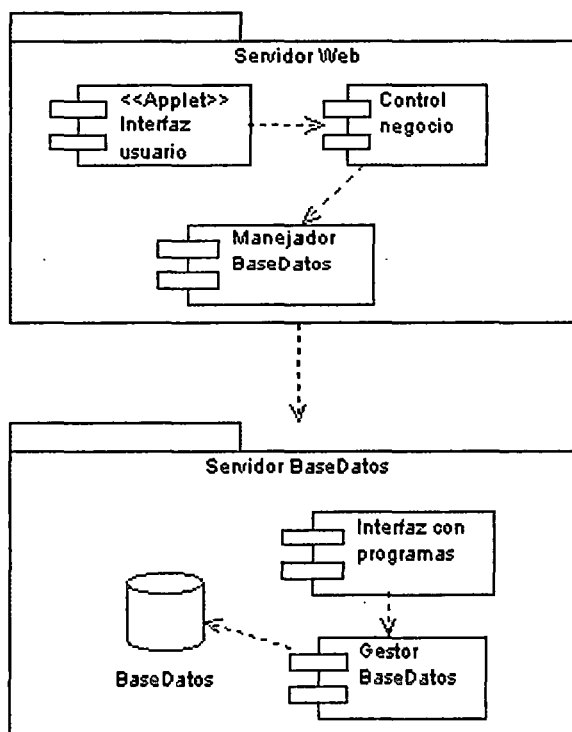 Servidor Web
<<Applet>>
Interfaz
usuario
Control
negocio
Manejador
BaseDatos
Servidor BaseDatos
Interfaz con
programas
Gestor
BaseDatos
BaseDatos